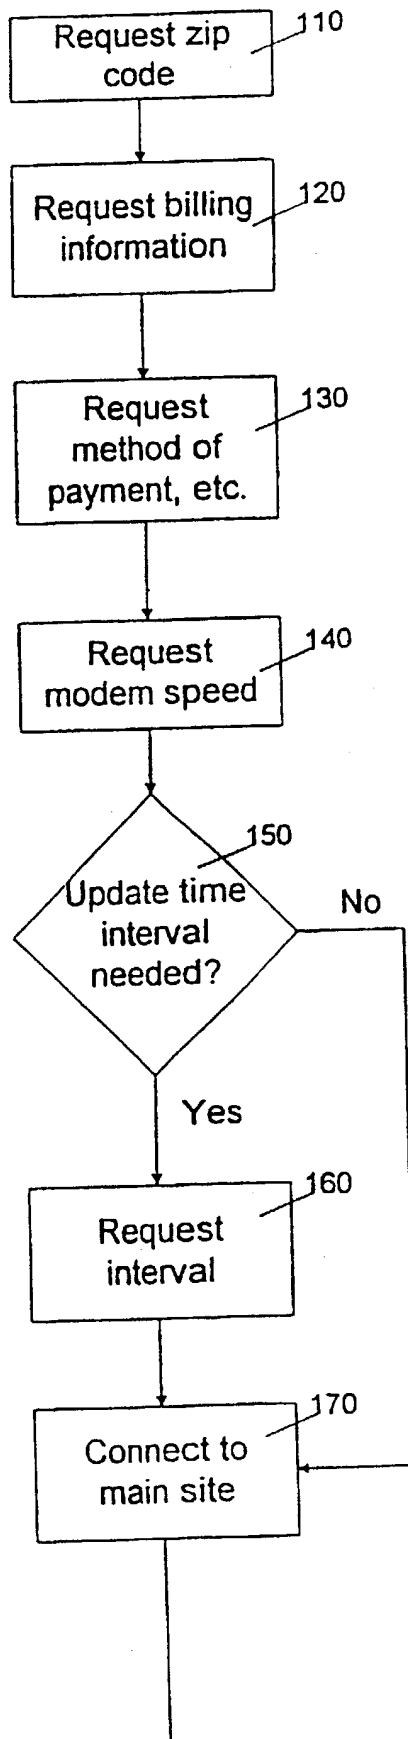 Request zip
code
110
Request billing
information
120
Request
method of
payment, etc.
130
Request
modem speed
140
Update time
interval
needed?
150
No
Yes
Request
interval
160
Connect to
main site
170